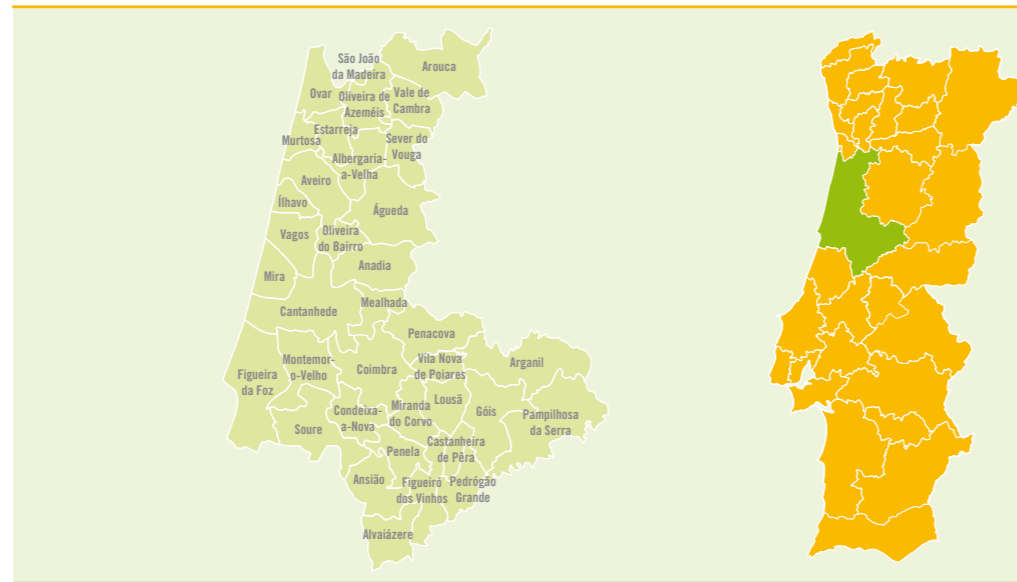 São João
da Madeira
Arouca
Ovar
Oliveira de
Azeméis
Vale de
Cambra
Estarreja
Murtosa
Albergaria-
a-Velha
Sever do
Vouga
Aveiro
Ílhavo
Águeda
Vagos
Oliveira
do Bairro
Anadia
Mira
Mealhada
Cantanhede
Penacova
Figueira
da Foz
Montemor-
o-Velho
Coimbra
Vila Nova
de Poiares
Arganil
Soure
Condeixa-
a-Nova
Miranda
do Corvo
Lousã
Góis
Pampilhosa
da Serra
Penela
Castanheira
de Pêra
Ansião
Figueiró
dos Vinhos
Pedrógão
Grande
Alvaiázere